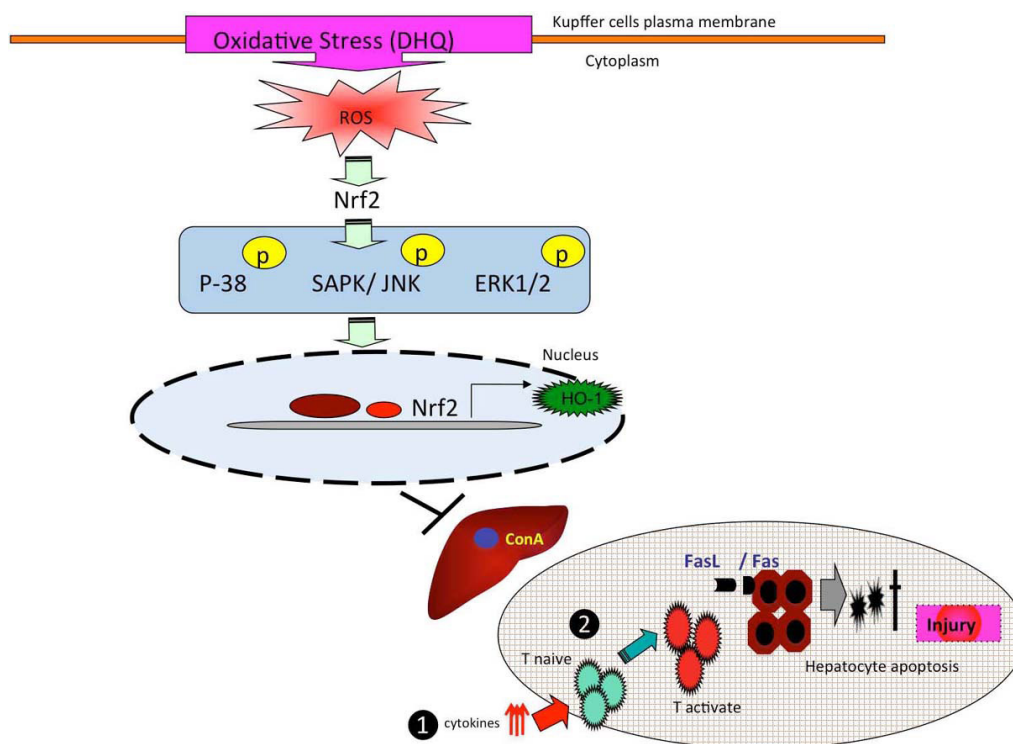 Kupffer cells plasma membrane
Oxidative Stress (DHQ)
Cytoplasm
ROS
Nrf2
p p p
P-38 SAPK/ JNK ERK1/2
Nucleus
HO-1
Nrf2
ConA
FasL / Fas
2
Injury
T naive
Hepatocyte apoptosis
T activate
1 cytokines